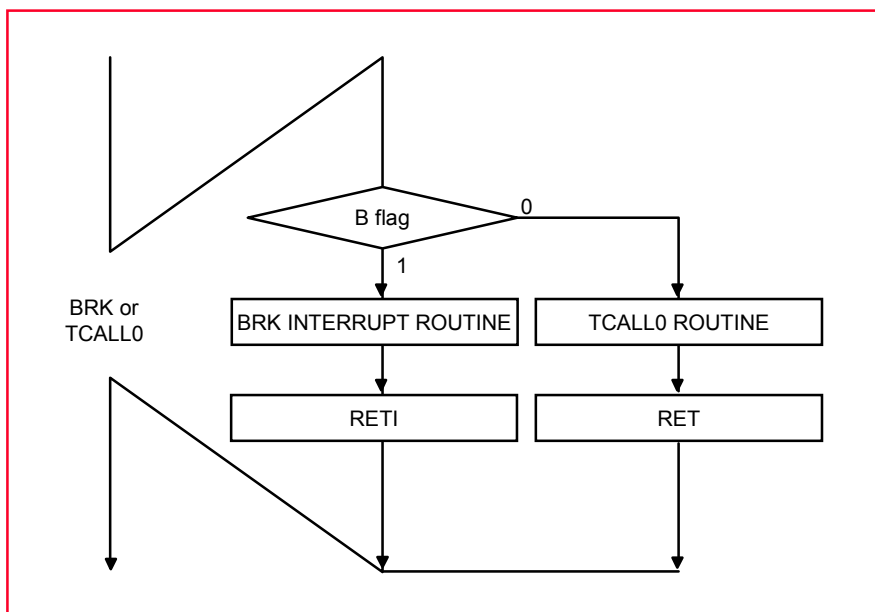 B flag
0
1
BRK or
TCALL0
BRK INTERRUPT ROUTINE
TCALL0 ROUTINE
RETI
RET